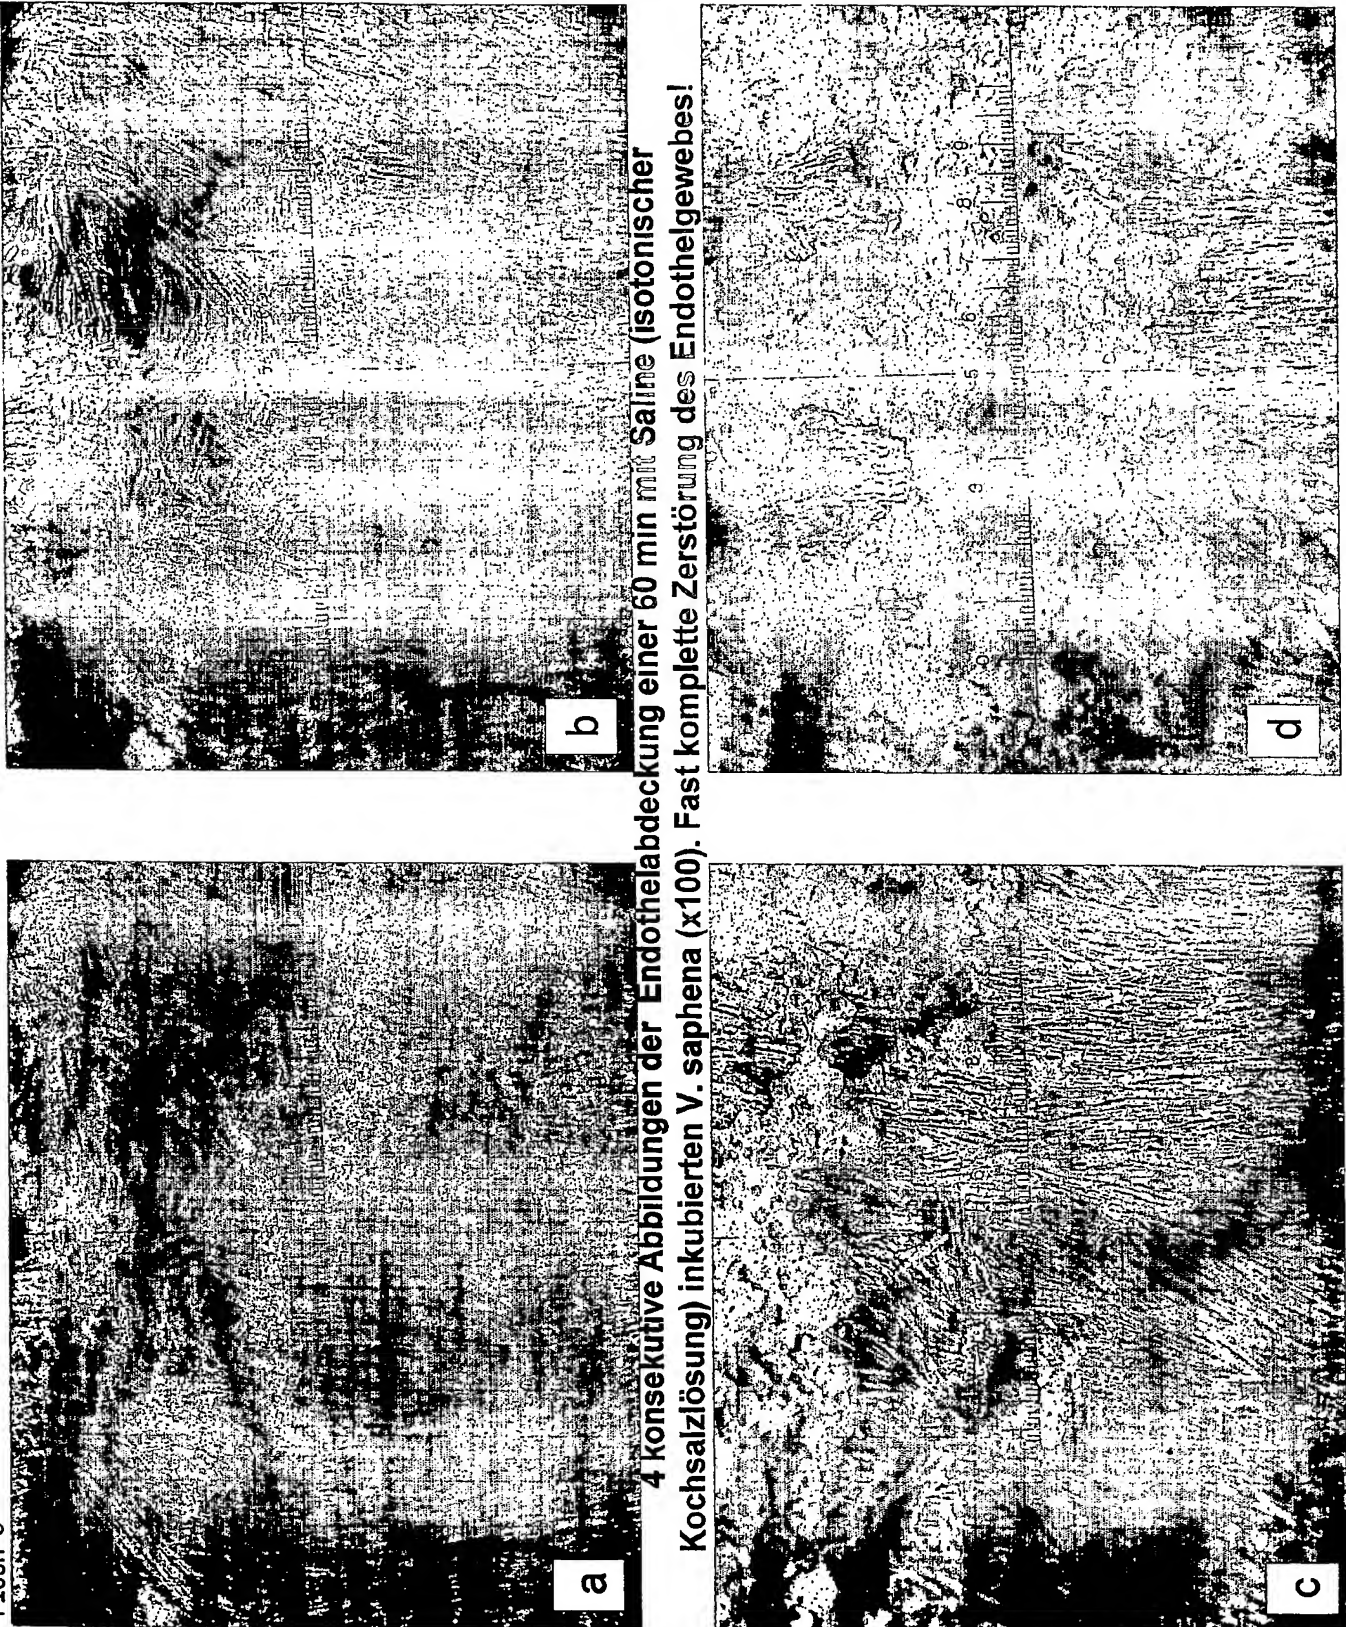 a
b
4 konsekutive Abbildungen der Endothelabdeckung einer 60 min mit Saline (isotonischer
Kochsalzlösung) inkubierten V. saphena (x100). Fast komplette Zerstörung des Endothelgewebes!
c
d